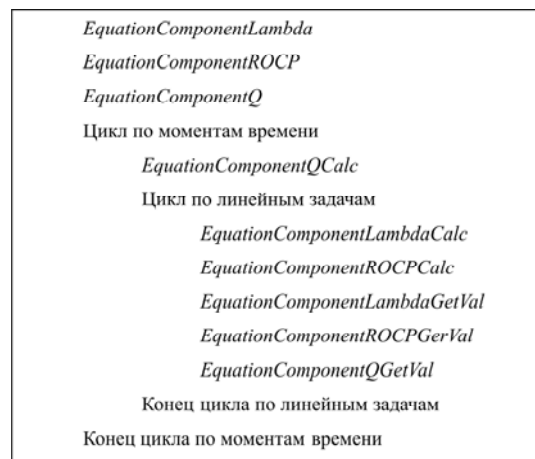 EquationComponentLambda
EquationComponentROCP
EquationComponentQ
Цикл по моментам времени
EquationComponentQCalc
Цикл по линейным задачам
EquationComponentLambdaCalc
EquationComponentROCPCalc
EquationComponentLambdaGetVal
EquationComponentROCPGerVal
EquationComponentQGetVal
Конец цикла по линейным задачам
Конец цикла по моментам времени